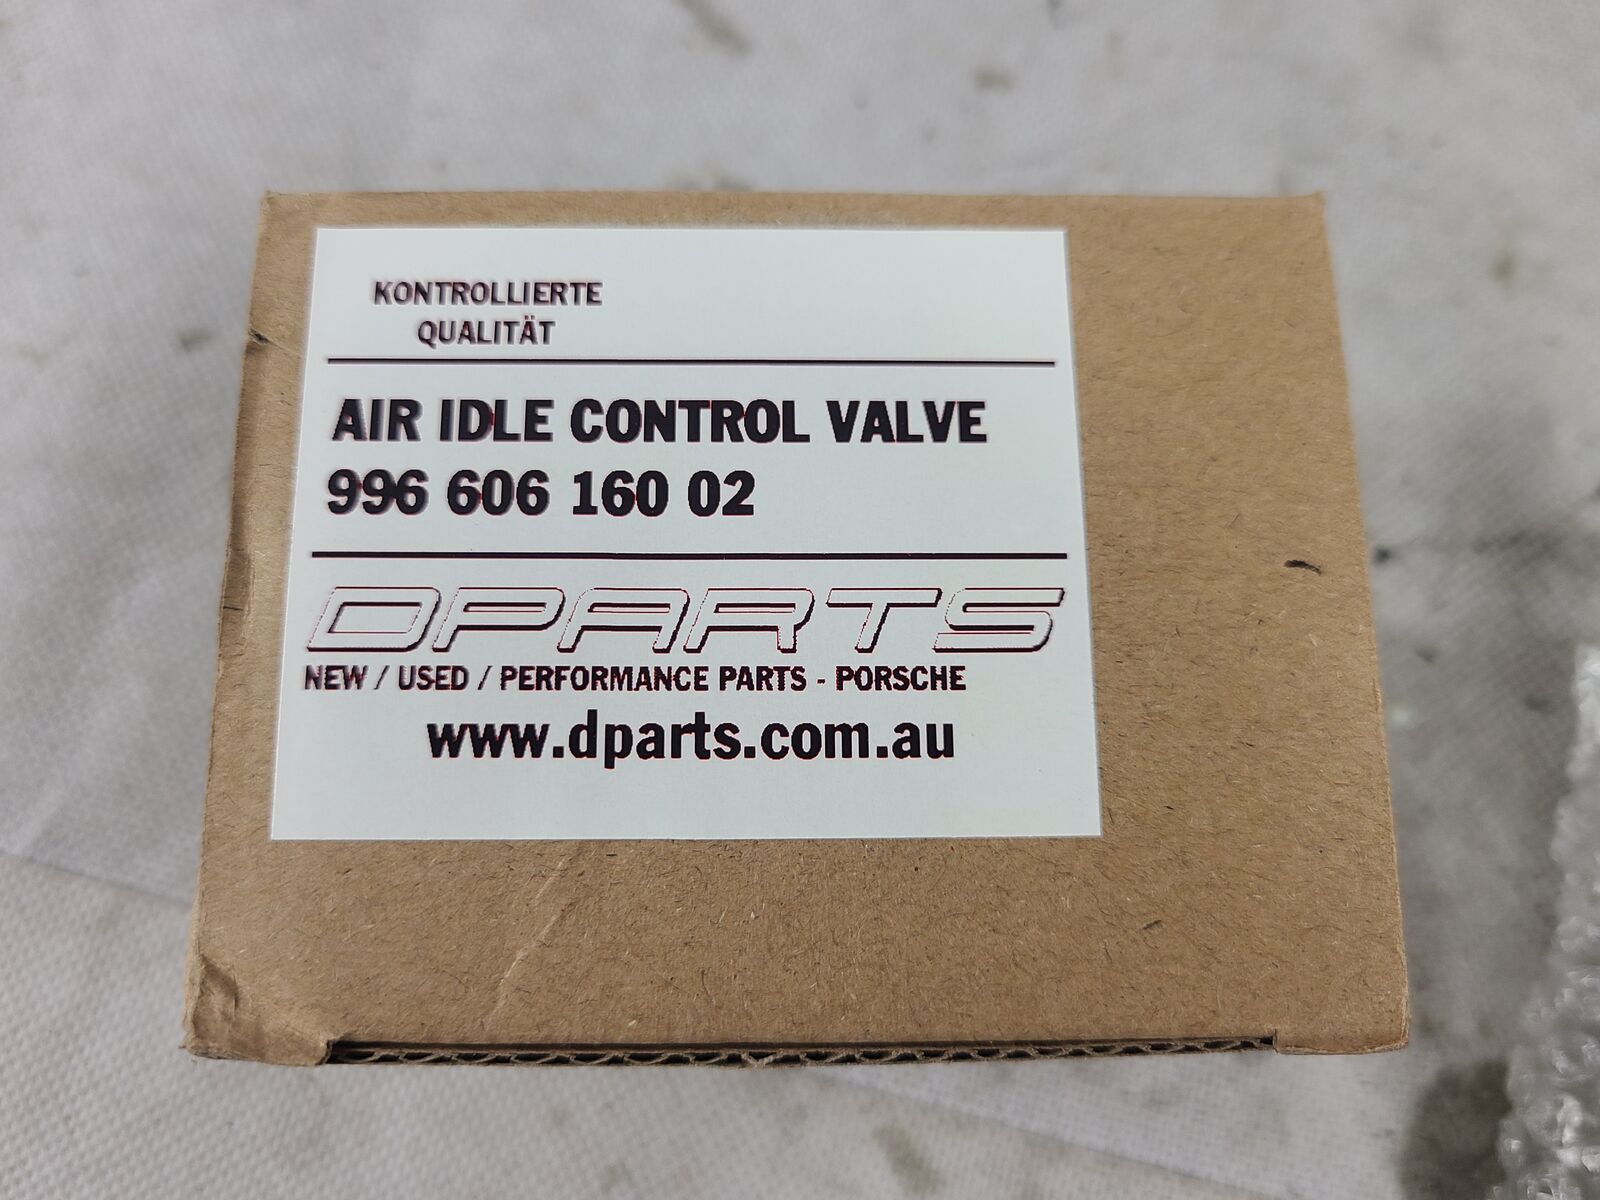 KONTROLLIERTE
QUALITÄT
AIR IDLE CONTROL VALVE
996 606 160 02
DPARTS
NEW / USED / PERFORMANCE PARTS - PORSCHE
www.dparts.com.au